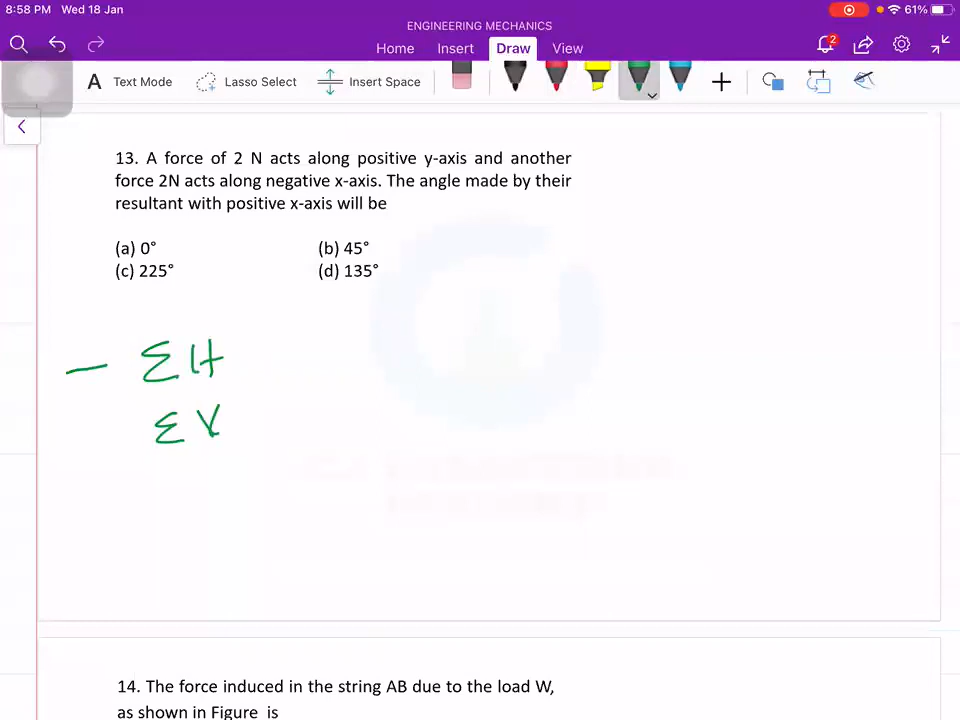 8:58 PM Wed 18 Jan
61%
ENGINEERING MECHANICS
Home Insert Draw View
2
A Text Mode Lasso Select Insert Space
13. A force of 2 N acts along positive y-axis and another
force 2N acts along negative x-axis. The angle made by their
resultant with positive x-axis will be
(a) 0° (b) 45°
(c) 225° (d) 135°
— ΣH
ΣV
14. The force induced in the string AB due to the load W,
as shown in Figure is